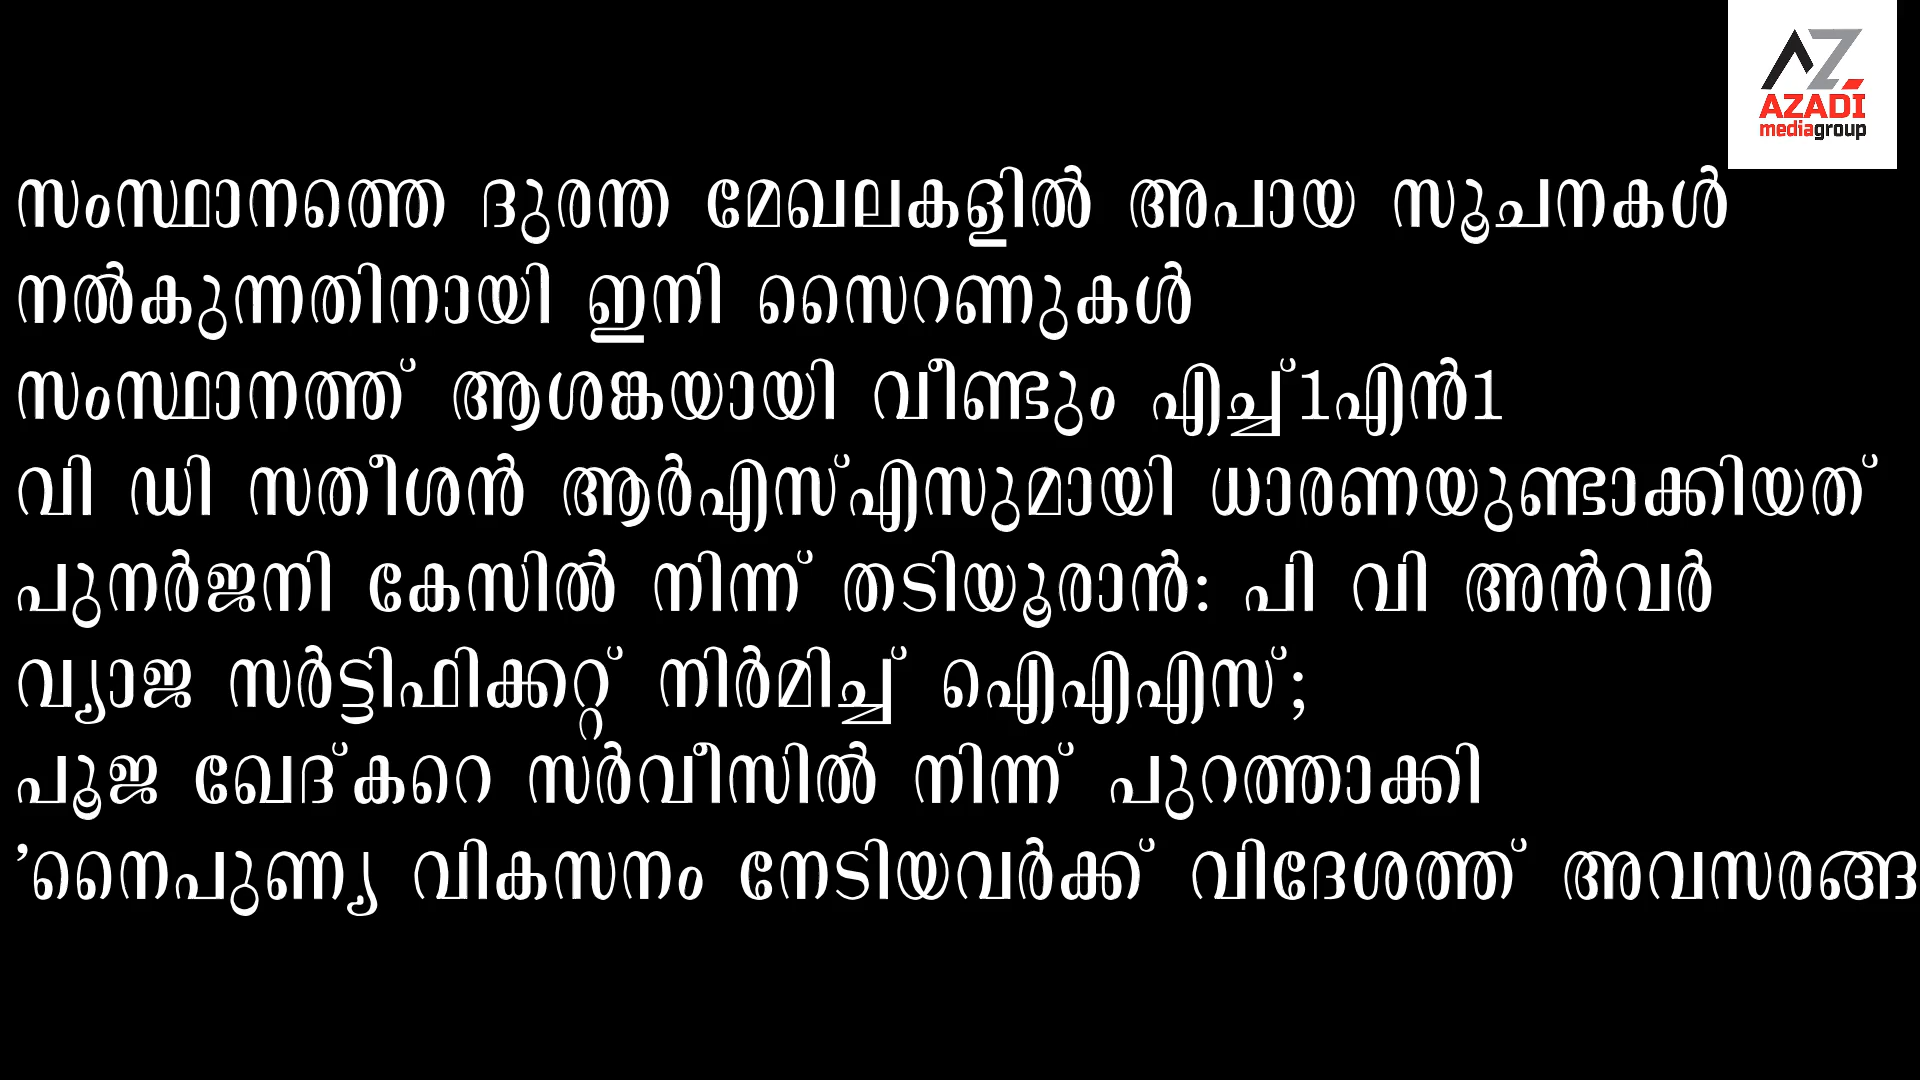 AZ
AZADI
mediagroup
സംസ്ഥാനത്തെ ദുരന്ത മേഖലകളിൽ അപായ സൂചനകൾ
നൽകുന്നതിനായി ഇനി സൈറണുകൾ
സംസ്ഥാനത്ത് ആശങ്കയായി വീണ്ടും എച്ച്1എൻ1
വി ഡി സതീശൻ ആർഎസ്എസുമായി ധാരണയുണ്ടാക്കിയത്
പുനർജനി കേസിൽ നിന്ന് തടിയൂരാൻ: പി വി അൻവർ
വ്യാജ സർട്ടിഫിക്കറ്റ് നിർമിച്ച് ഐഎഎസ്;
പൂജ ഖേദ്കറെ സർവീസിൽ നിന്ന് പുറത്താക്കി
'നൈപുണ്യ വികസനം നേടിയവർക്ക് വിദേശത്ത് അവസരങ്ങ